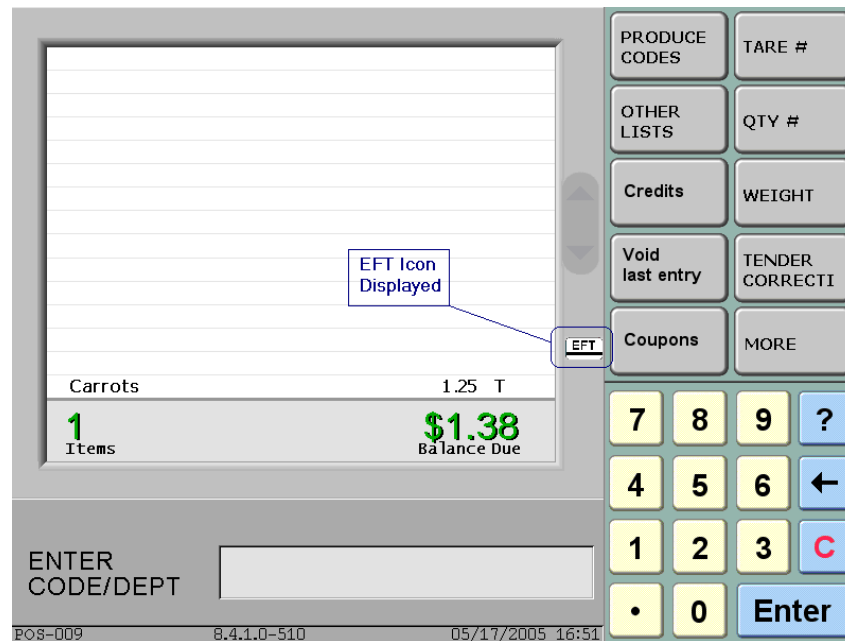 PRODUCE
CODES
TARE #
OTHER
LISTS
QTY #
Credits
WEIGHT
Void
last entry
TENDER
CORRECTI
Coupons
MORE
EFT Icon
Displayed
EFT
Carrots 1.25 T
1 $1.38
Items Balance Due
7 8 9 ?
4 5 6 ←
1 2 3 C
• 0 Enter
ENTER
CODE/DEPT
POS-009 8.4.1.0-510 05/17/2005 16:51